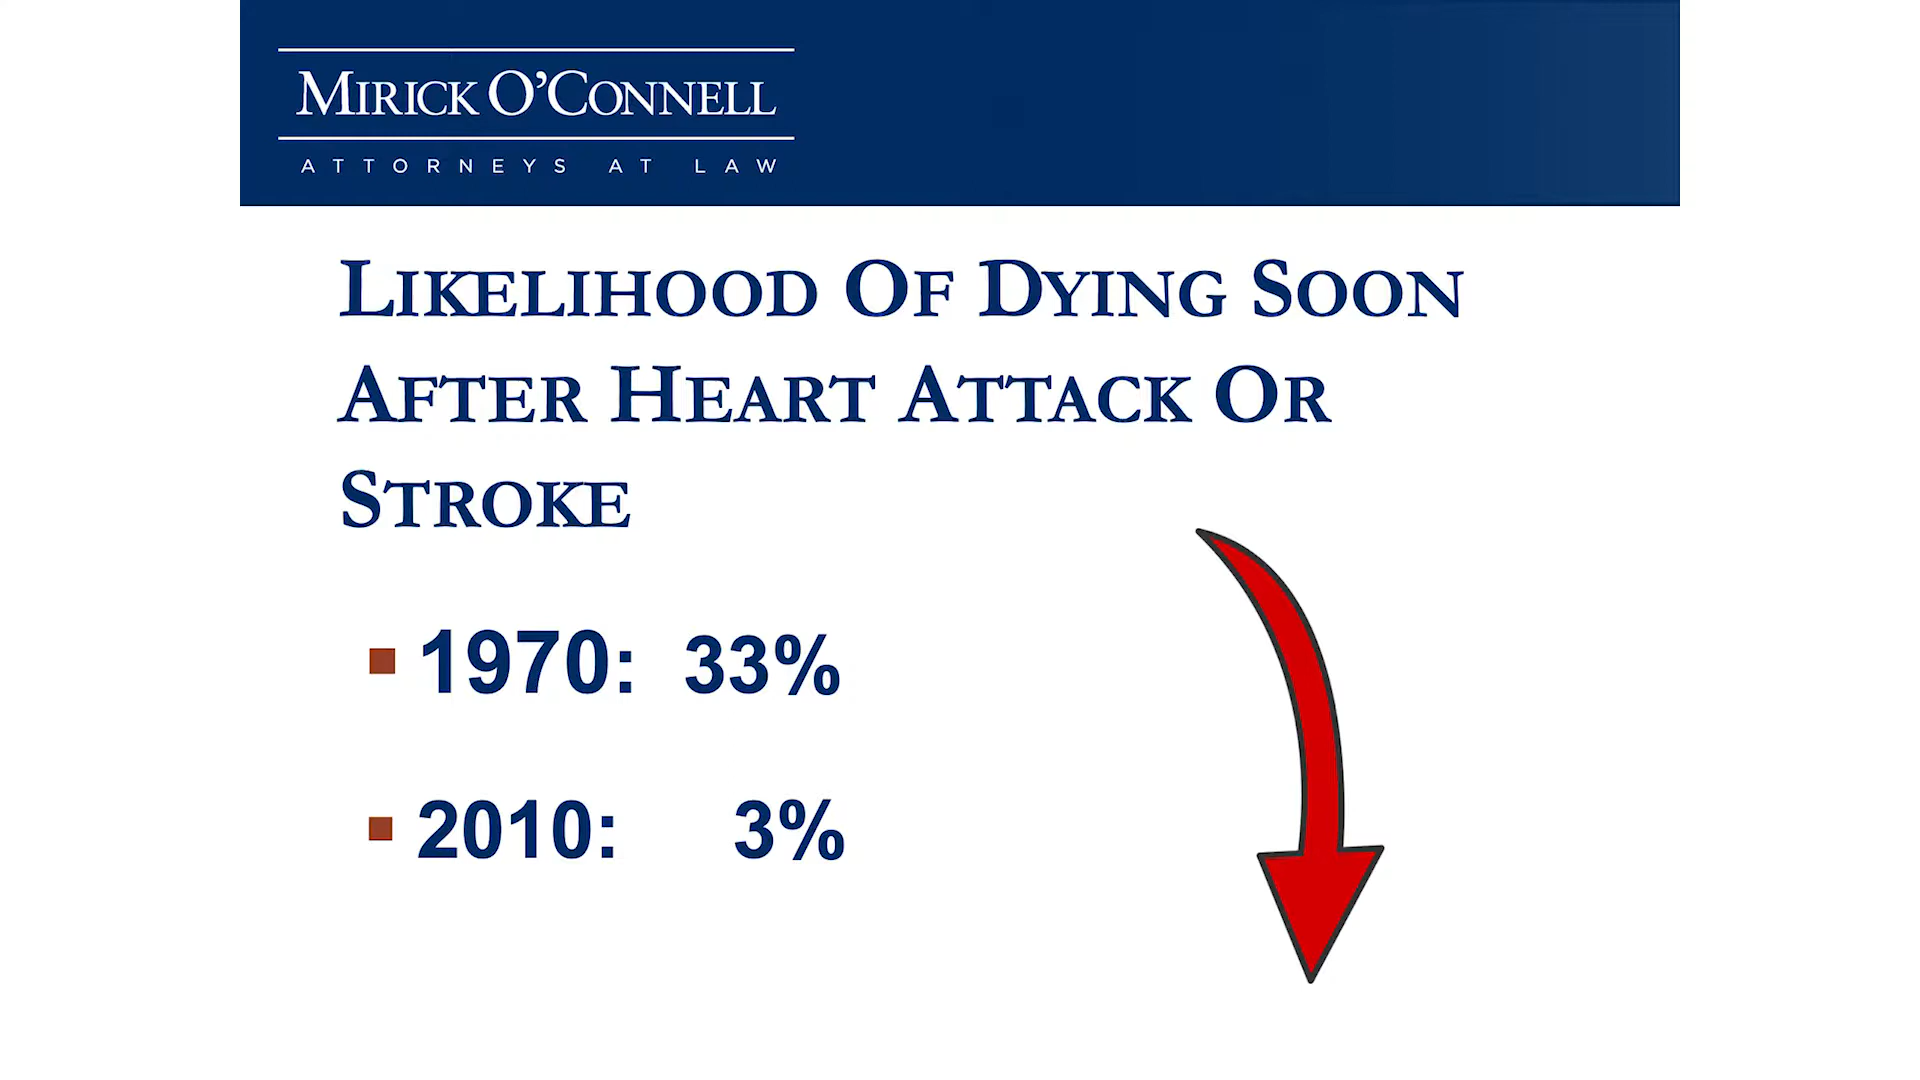 MIRICK O'CONNELL
ATTORNEYS AT LAW
LIKELIHOOD OF DYING SOON
AFTER HEART ATTACK OR
STROKE
▪ 1970: 33%
▪ 2010: 3%